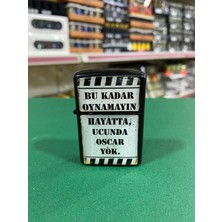 BU KADAR
OYNAMAYIN
HAYATTA,
UCUNDA
OSCAR
YOK.